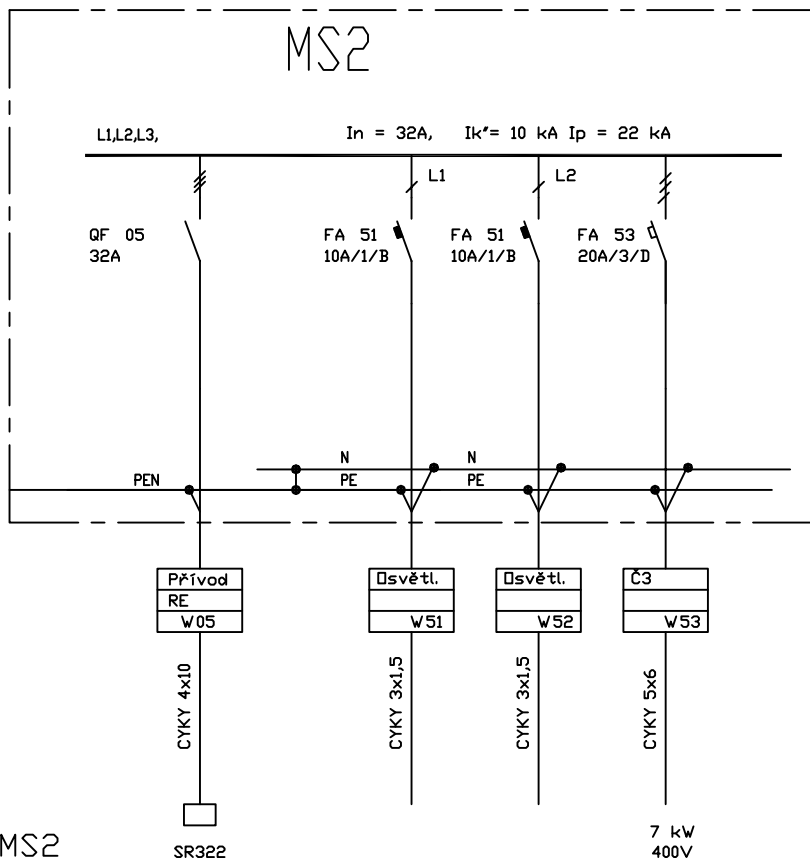 MS2
L1,L2,L3, In = 32A, Ik"= 10 kA Ip = 22 kA
L1 L2
QF 05 FA 51 FA 51 FA 53
32A 10A/1/B 10A/1/B 20A/3/D
N N
PEN PE PE
Přívod Osvětl. Osvětl. Č3
RE
W05 W51 W52 W53
CYKY 4x10 CYKY 3x1,5 CYKY 3x1,5 CYKY 5x6
7 kW
MS2 SR322 400V